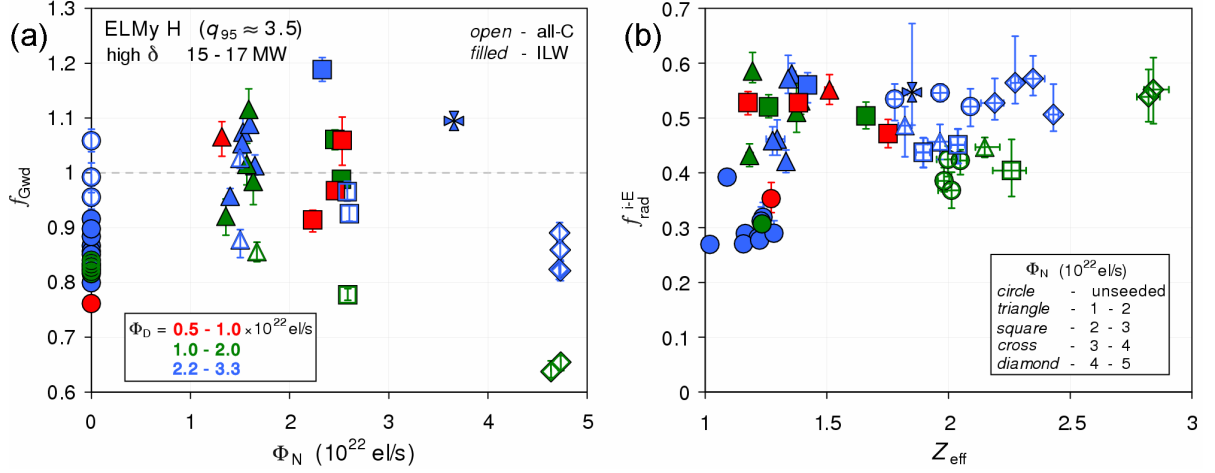 (a)
ELMy H (q95 ≈ 3.5)
high δ 15 - 17 MW
open - all-C
filled - ILW
1.3
1.2
1.1
1
0.9
0.8
0.7
0.6
fGwd
ΦD = 0.5 - 1.0 ×10²² el/s
1.0 - 2.0
2.2 - 3.3
0 1 2 3 4 5
ΦN (10²² el/s)
(b)
0.7
0.6
0.5
0.4
0.3
0.2
0.1
0
f rad i-E
ΦN (10²² el/s)
circle - unseeded
triangle - 1 - 2
square - 2 - 3
cross - 3 - 4
diamond - 4 - 5
1 1.5 2 2.5 3
Zeff